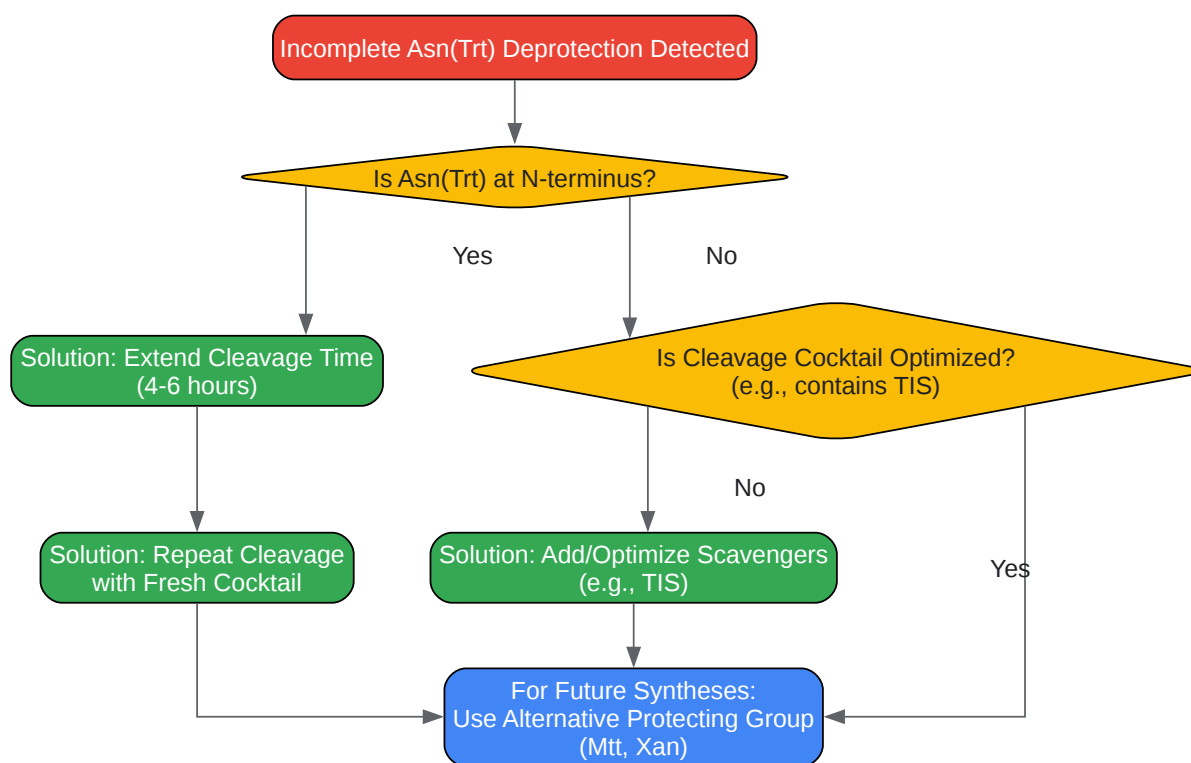 Incomplete Asn(Trt) Deprotection Detected
Is Asn(Trt) at N-terminus?
Yes
No
Solution: Extend Cleavage Time
(4-6 hours)
Is Cleavage Cocktail Optimized?
(e.g., contains TIS)
No
Yes
Solution: Repeat Cleavage
with Fresh Cocktail
Solution: Add/Optimize Scavengers
(e.g., TIS)
For Future Syntheses:
Use Alternative Protecting Group
(Mtt, Xan)